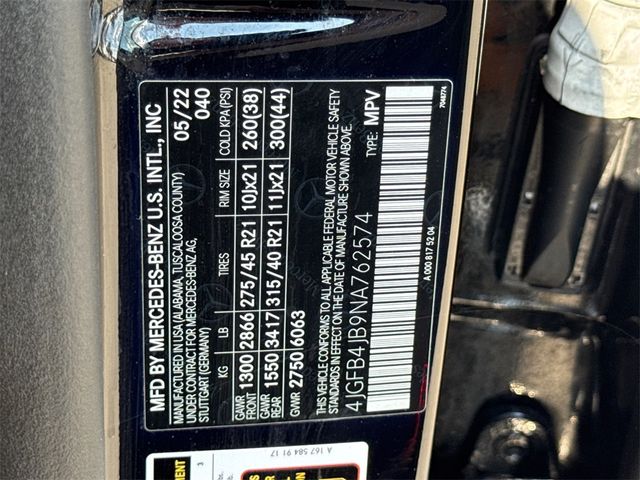 MFD BY MERCEDES-BENZ U.S. INTL., INC
05/22
MANUFACTURED IN USA (ALABAMA, TUSCALOOSA COUNTY)
UNDER CONTRACT FOR MERCEDES-BENZ AG,
STUTTGART (GERMANY)
040
KG LB TIRES RIM SIZE COLD KPA(PSI)
GAWR FRONT 1300 2866 275/45 R21 10Jx21 260(38)
GAWR REAR 1550 3417 315/40 R21 11Jx21 300(44)
GVWR 2750 6063
THIS VEHICLE CONFORMS TO ALL APPLICABLE FEDERAL MOTOR VEHICLE SAFETY
STANDARDS IN EFFECT ON THE DATE OF MANUFACTURE SHOWN ABOVE.
4JGFB4JB9NA762574
TYPE: MPV
A 000 817 52 04
7046774
A 167 584 91 17
3